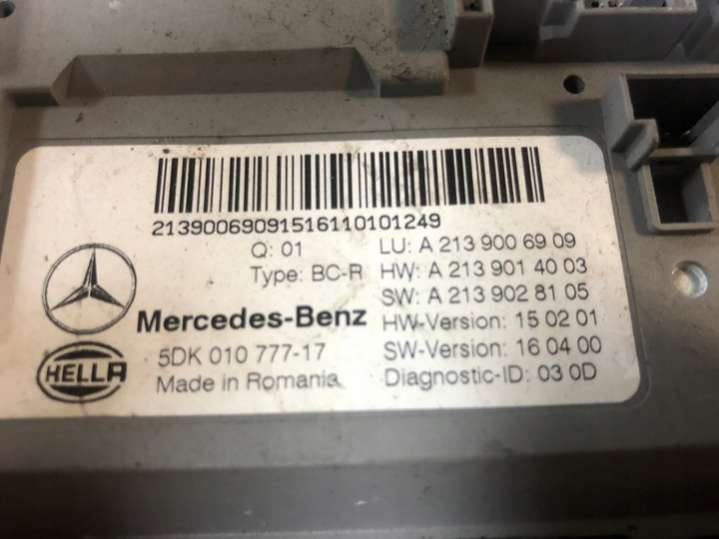 21390069091516110101249
Q: 01
LU: A 213 900 69 09
Type: BC-R
HW: A 213 901 40 03
SW: A 213 902 81 05
Mercedes-Benz
HW-Version: 15 02 01
5DK 010 777-17
SW-Version: 16 04 00
HELLA
Made in Romania
Diagnostic-ID: 03 0D